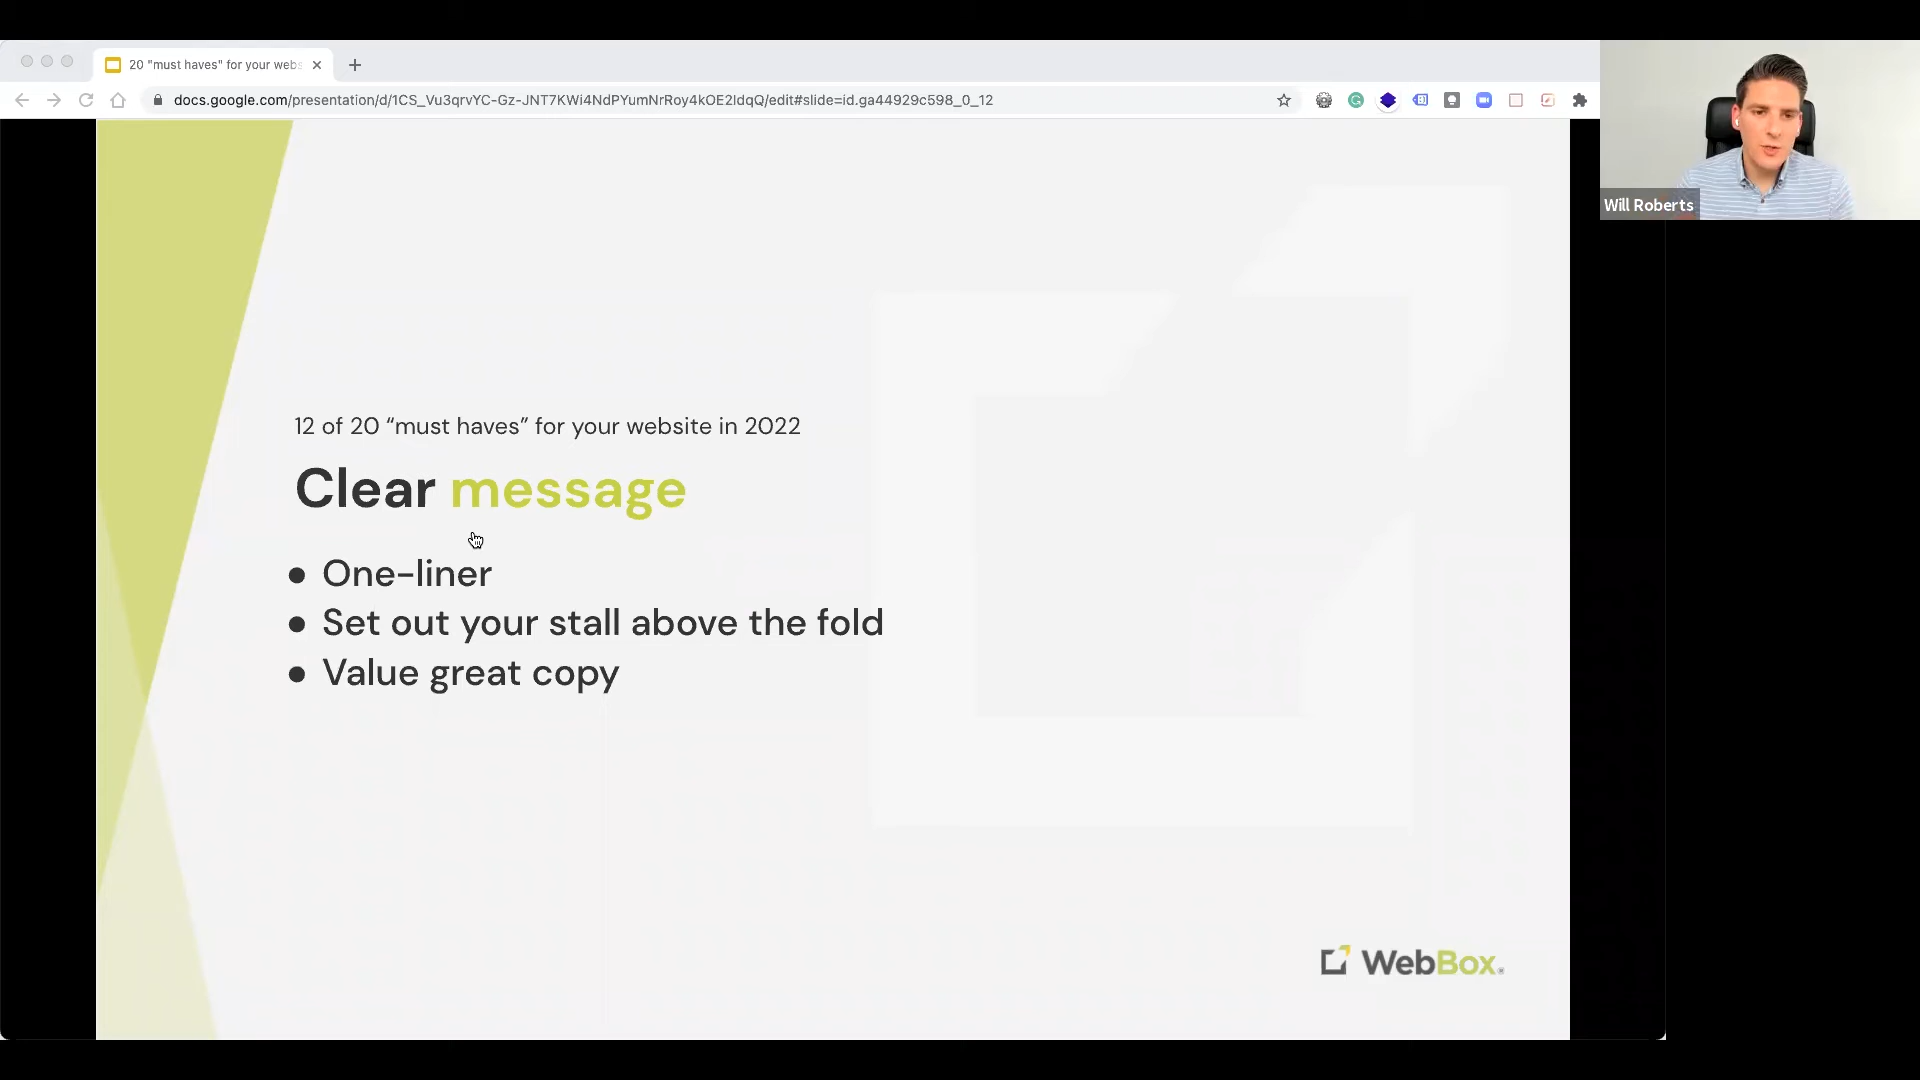 20 "must haves" for your webs
docs.google.com/presentation/d/1CS_Vu3qrvYC-Gz-JNT7KWi4NdPYumNrRoy4kOE2ldqQ/edit#slide=id.ga44929c598_0_12
Will Roberts
12 of 20 “must haves” for your website in 2022
Clear message
● One-liner
● Set out your stall above the fold
● Value great copy
WebBox®